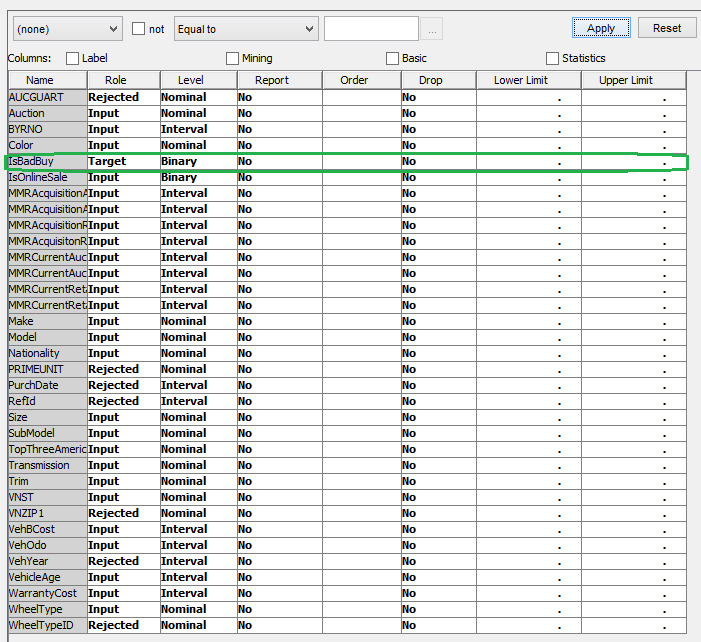 (none) not Equal to ... Apply Reset
Columns: Label Mining Basic Statistics
Name Role Level Report Order Drop Lower Limit Upper Limit
AUCGUART Rejected Nominal No No . .
Auction Input Nominal No No . .
BYRNO Input Interval No No . .
Color Input Nominal No No . .
IsBadBuy Target Binary No No . .
IsOnlineSale Input Binary No No . .
MMRAcquisitionA Input Interval No No . .
MMRAcquisitionA Input Interval No No . .
MMRAcquisitionR Input Interval No No . .
MMRAcquisitonR Input Interval No No . .
MMRCurrentAuc Input Interval No No . .
MMRCurrentAuc Input Interval No No . .
MMRCurrentReta Input Interval No No . .
MMRCurrentReta Input Interval No No . .
Make Input Nominal No No . .
Model Input Nominal No No . .
Nationality Input Nominal No No . .
PRIMEUNIT Rejected Nominal No No . .
PurchDate Rejected Interval No No . .
RefId Rejected Interval No No . .
Size Input Nominal No No . .
SubModel Input Nominal No No . .
TopThreeAmeric Input Nominal No No . .
Transmission Input Nominal No No . .
Trim Input Nominal No No . .
VNST Input Nominal No No . .
VNZIP1 Rejected Nominal No No . .
VehBCost Input Interval No No . .
VehOdo Input Interval No No . .
VehYear Rejected Interval No No . .
VehicleAge Input Interval No No . .
WarrantyCost Input Interval No No . .
WheelType Input Nominal No No . .
WheelTypeID Rejected Nominal No No . .